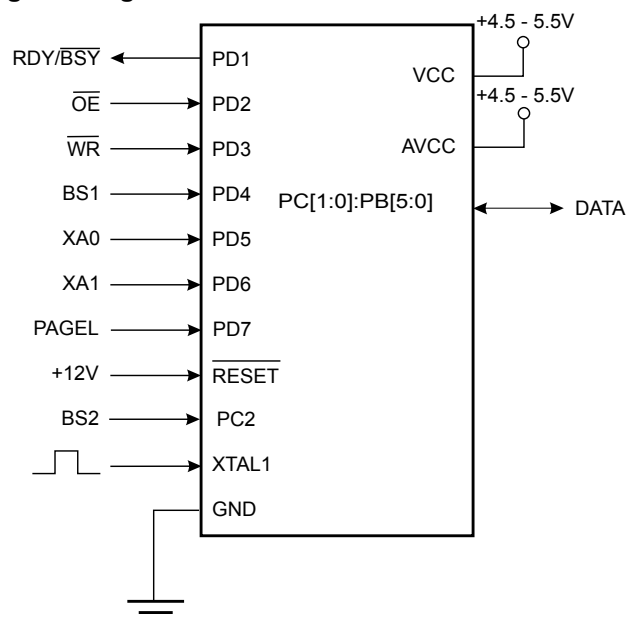 +4.5 - 5.5V
RDY/BSY PD1
VCC
OE PD2
+4.5 - 5.5V
WR PD3
AVCC
BS1 PD4
PC[1:0]:PB[5:0]
DATA
XA0 PD5
XA1 PD6
PAGEL PD7
+12V RESET
BS2 PC2
XTAL1
GND